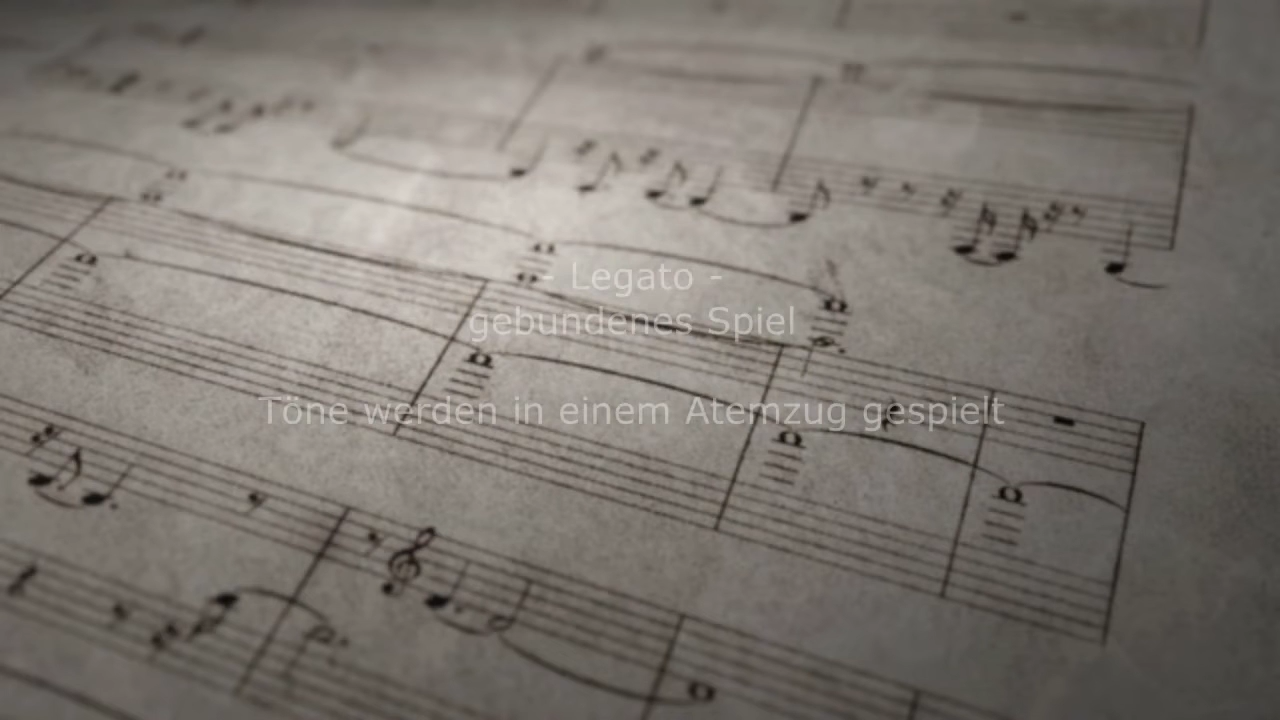 - Legato -
gebundenes Spiel
Töne werden in einem Atemzug gespielt